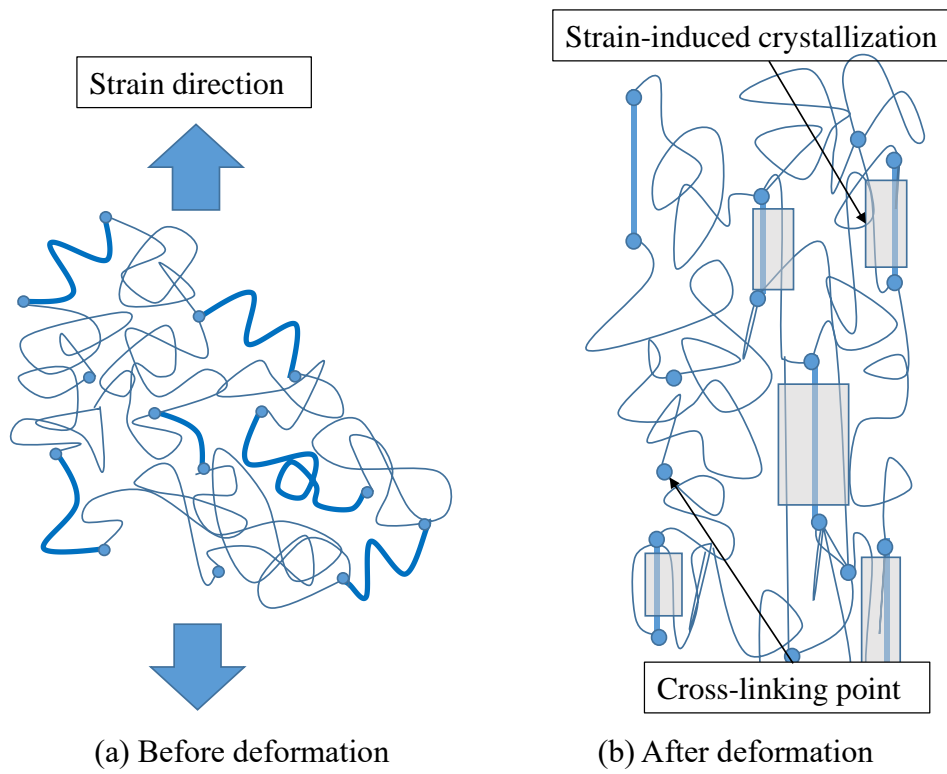 Strain direction
Strain-induced crystallization
Cross-linking point
(a) Before deformation
(b) After deformation